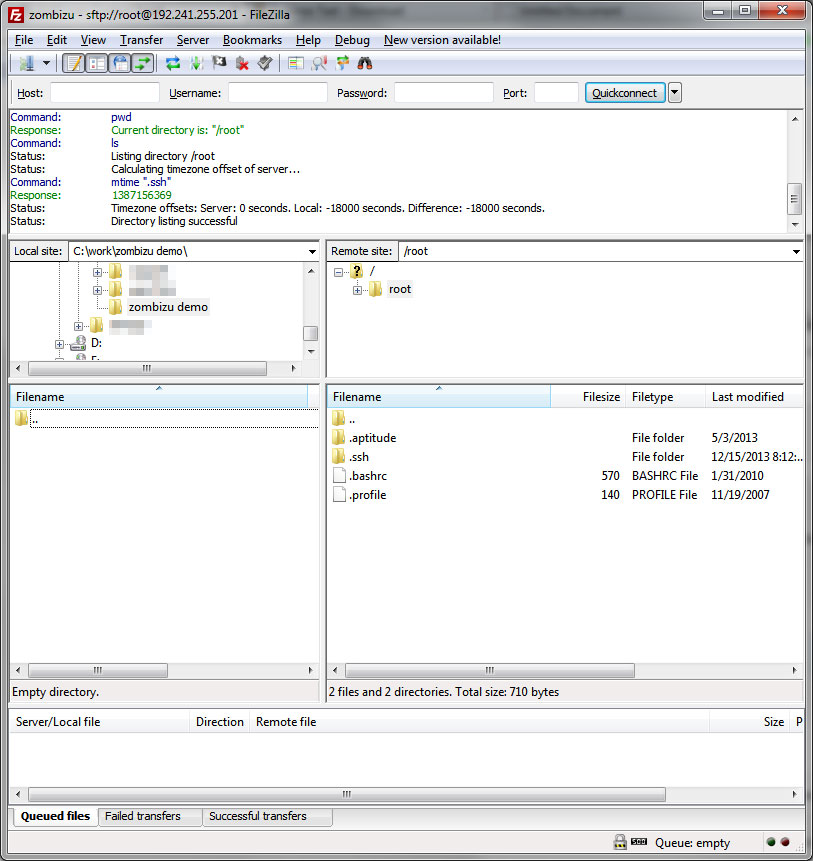 zombizu - sftp://root@192.241.255.201 - FileZilla
File Edit View Transfer Server Bookmarks Help Debug New version available!
Host: Username: Password: Port: Quickconnect
Command: pwd
Response: Current directory is: "/root"
Command: ls
Status: Listing directory /root
Status: Calculating timezone offset of server...
Command: mtime ".ssh"
Response: 1387156369
Status: Timezone offsets: Server: 0 seconds. Local: -18000 seconds. Difference: -18000 seconds.
Status: Directory listing successful
Local site: C:\work\zombizu demo\
Remote site: /root
zombizu demo
D:
/
root
Filename
..
Empty directory.
Filename Filesize Filetype Last modified
..
.aptitude File folder 5/3/2013
.ssh File folder 12/15/2013 8:12:..
.bashrc 570 BASHRC File 1/31/2010
.profile 140 PROFILE File 11/19/2007
2 files and 2 directories. Total size: 710 bytes
Server/Local file Direction Remote file Size P
Queued files Failed transfers Successful transfers
Queue: empty